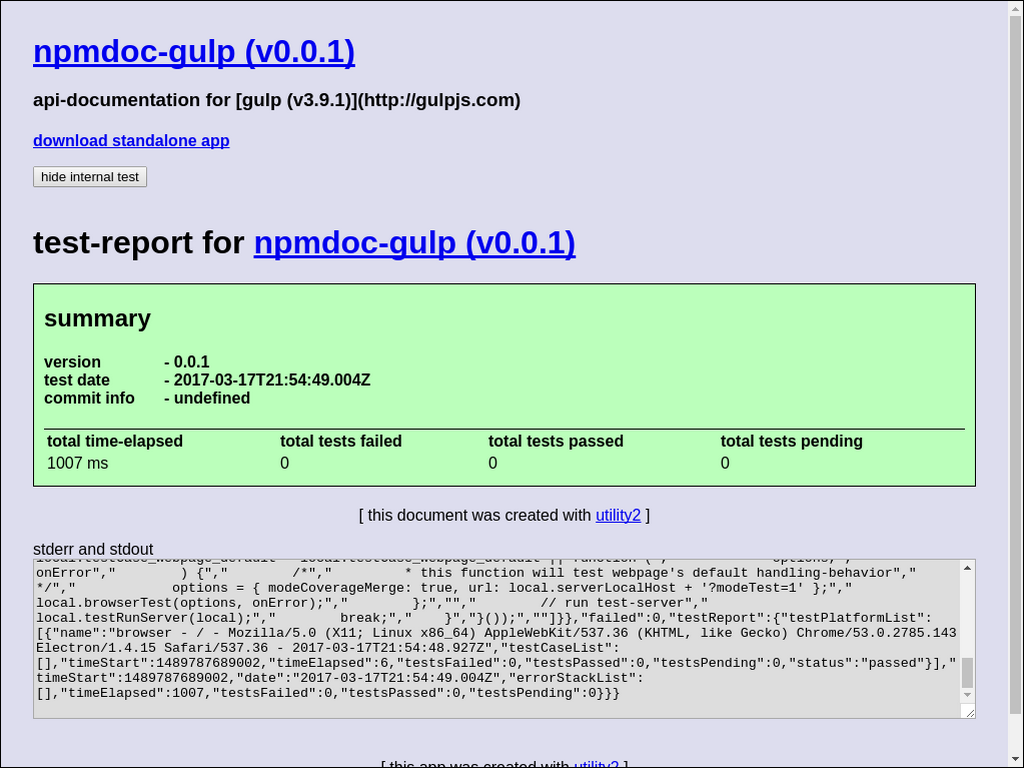 npmdoc-gulp (v0.0.1)
api-documentation for [gulp (v3.9.1)](http://gulpjs.com)
download standalone app
hide internal test
test-report for npmdoc-gulp (v0.0.1)
summary
version - 0.0.1
test date - 2017-03-17T21:54:49.004Z
commit info - undefined
total time-elapsed total tests failed total tests passed total tests pending
1007 ms 0 0 0
[ this document was created with utility2 ]
stderr and stdout
onError","        ) {","        /*","         * this function will test webpage's default handling-behavior","
*/","            options = { modeCoverageMerge: true, url: local.serverLocalHost + '?modeTest=1' };","
local.browserTest(options, onError);","        };","","        // run test-server","
local.testRunServer(local);","        break;","    }","}());",""]}},"failed":0,"testReport":{"testPlatformList":
[{"name":"browser - / - Mozilla/5.0 (X11; Linux x86_64) AppleWebKit/537.36 (KHTML, like Gecko) Chrome/53.0.2785.143
Electron/1.4.15 Safari/537.36 - 2017-03-17T21:54:48.927Z","testCaseList":
[],"timeStart":1489787689002,"timeElapsed":6,"testsFailed":0,"testsPassed":0,"testsPending":0,"status":"passed"}],"
timeStart":1489787689002,"date":"2017-03-17T21:54:49.004Z","errorStackList":
[],"timeElapsed":1007,"testsFailed":0,"testsPassed":0,"testsPending":0}}}
[ this app was created with utility2 ]